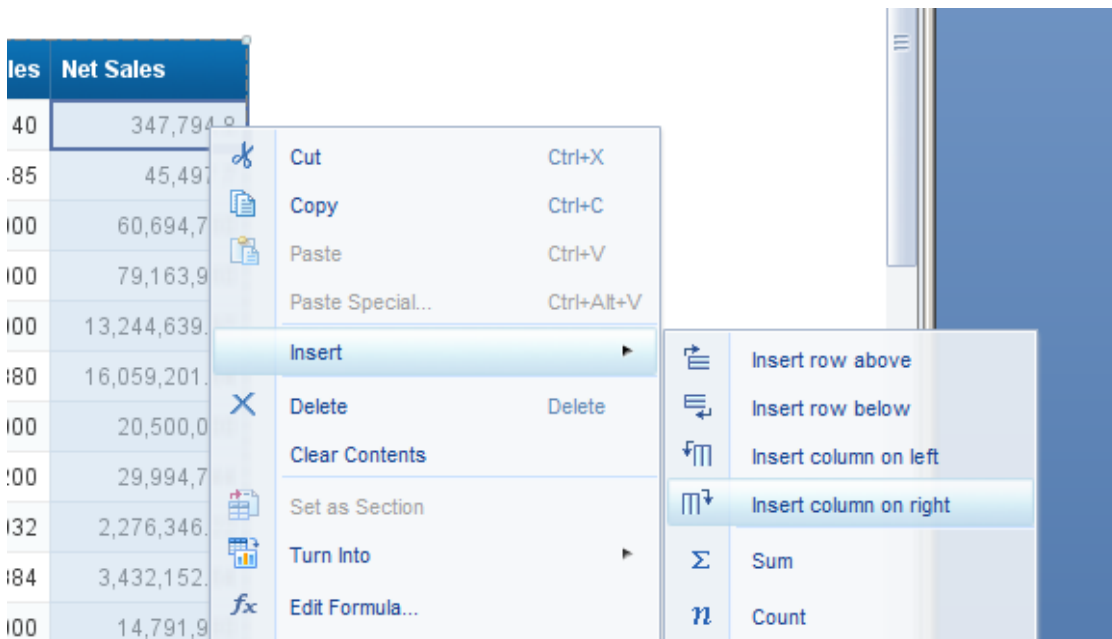 les Net Sales
40 347,794.8
485 45,497
000 60,694,7
000 79,163,9
000 13,244,639.
380 16,059,201.
000 20,500,0
200 29,994,7
932 2,276,346.
384 3,432,152.
000 14,791,9
Cut Ctrl+X
Copy Ctrl+C
Paste Ctrl+V
Paste Special... Ctrl+Alt+V
Insert
Delete Delete
Clear Contents
Set as Section
Turn Into
fx Edit Formula...
Insert row above
Insert row below
Insert column on left
Insert column on right
Σ Sum
n Count